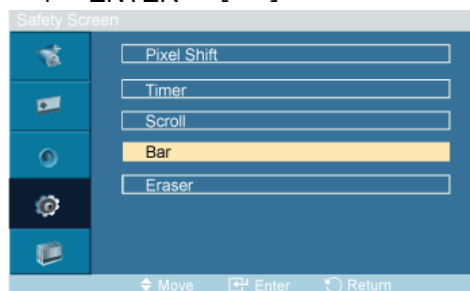 Safety Screen
Pixel Shift
Timer
Scroll
Bar
Eraser
Move Enter Return